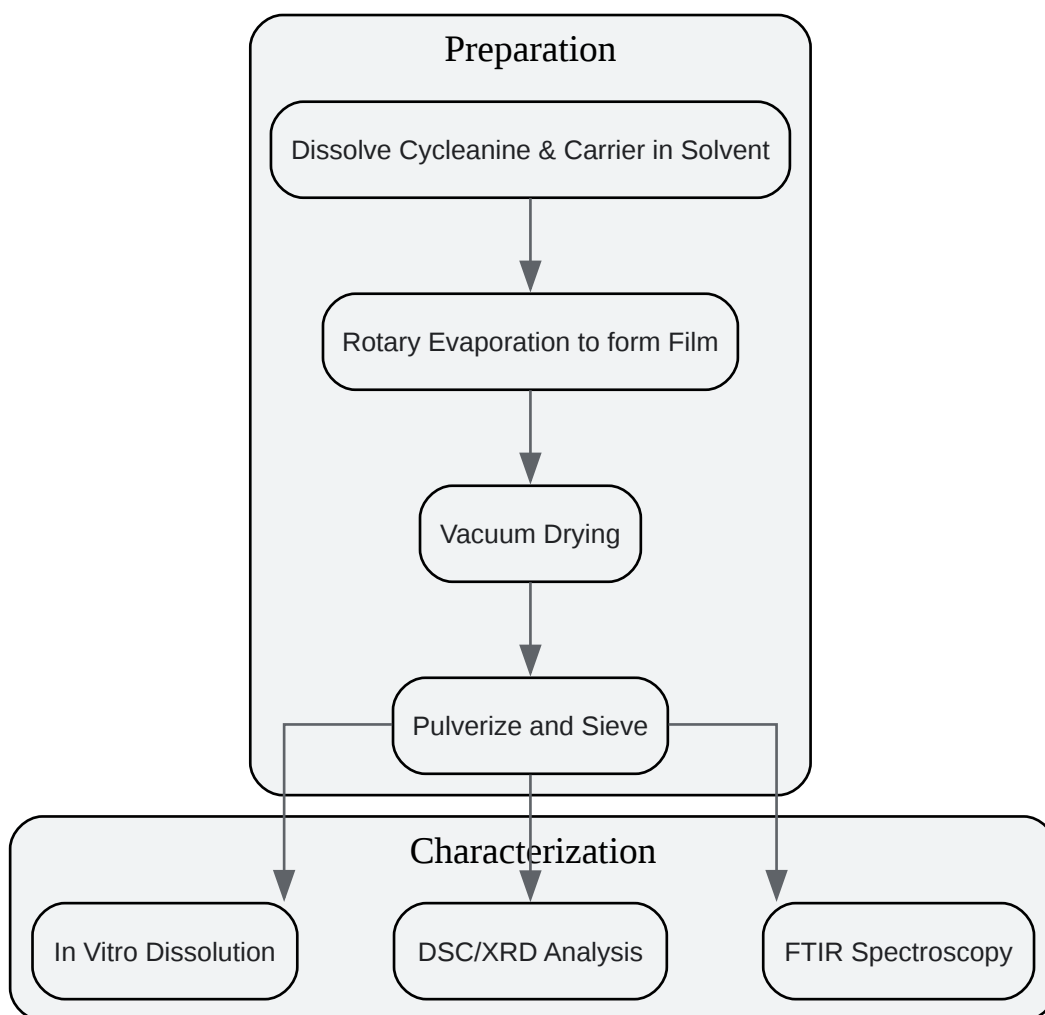 Preparation
Dissolve Cycleanine & Carrier in Solvent
Rotary Evaporation to form Film
Vacuum Drying
Pulverize and Sieve
Characterization
In Vitro Dissolution
DSC/XRD Analysis
FTIR Spectroscopy